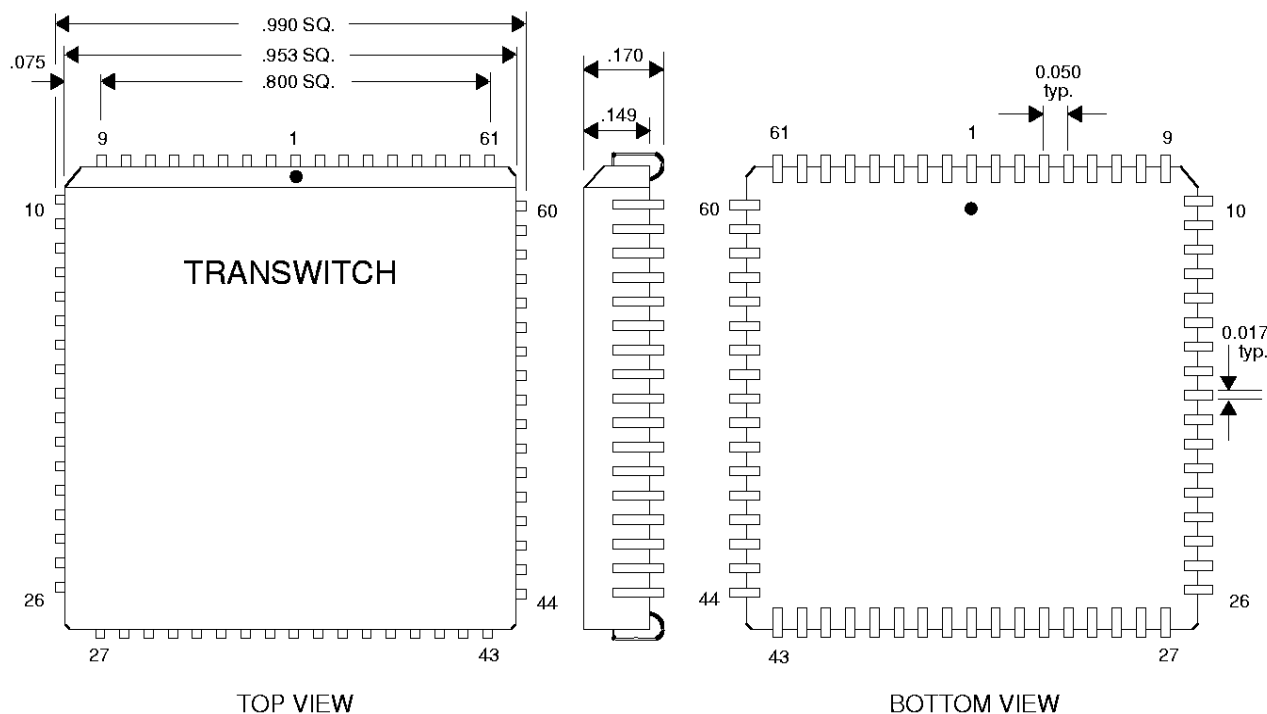 .990 SQ.
.953 SQ.
.075
.800 SQ.
.170
.149
0.050
typ.
9
1
61
61
1
9
10
60
60
10
TRANSWITCH
0.017
typ.
26
44
44
26
27
43
43
27
TOP VIEW
BOTTOM VIEW